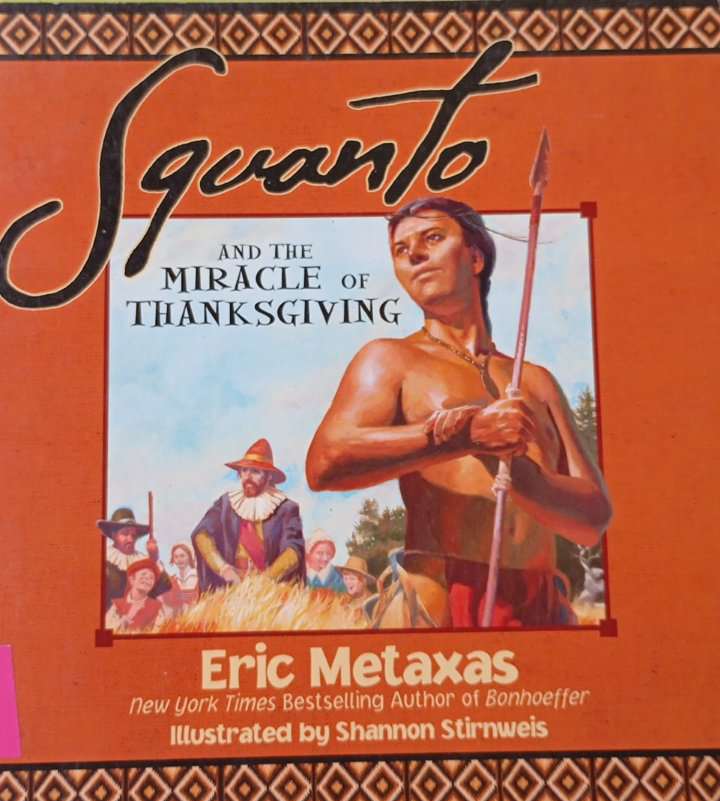 Squanto
AND THE
MIRACLE OF
THANKSGIVING
Eric Metaxas
New York Times Bestselling Author of Bonhoeffer
Illustrated by Shannon Stirnweis